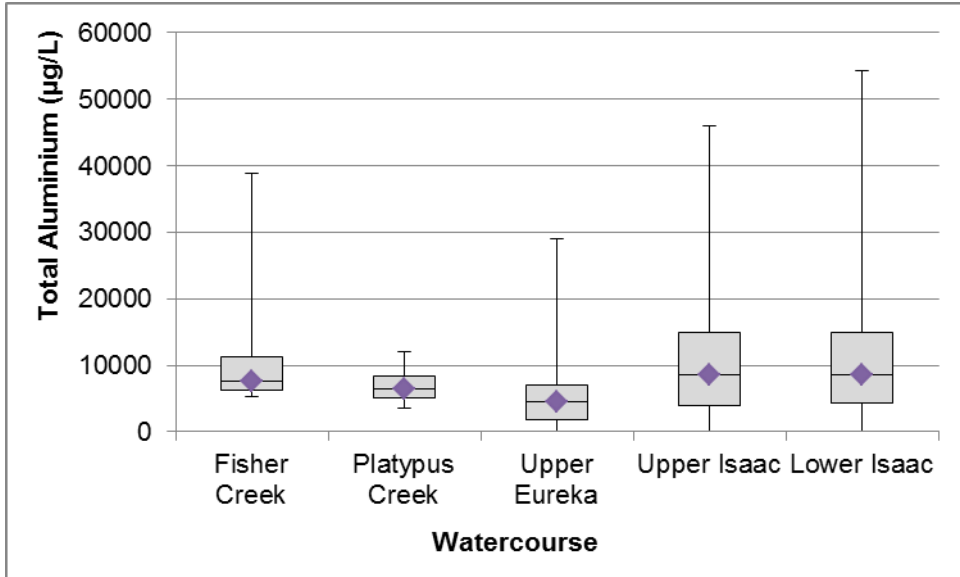 Total Aluminium (µg/L)
60000
50000
40000
30000
20000
10000
0
Fisher Creek
Platypus Creek
Upper Eureka
Upper Isaac
Lower Isaac
Watercourse